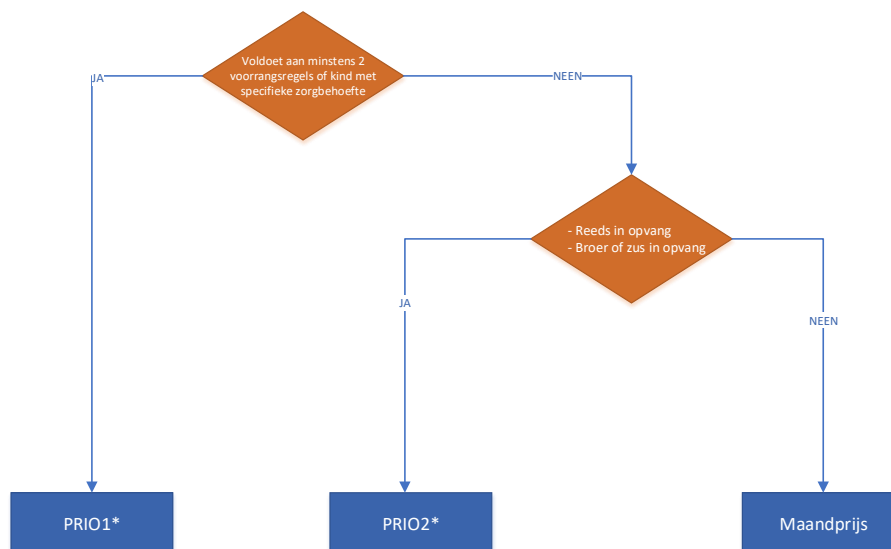 Voldoet aan minstens 2
voorrangsregels of kind met
specifieke zorgbehoefte
JA
NEEN
- Reeds in opvang
- Broer of zus in opvang
JA
NEEN
PRIO1*
PRIO2*
Maandprijs